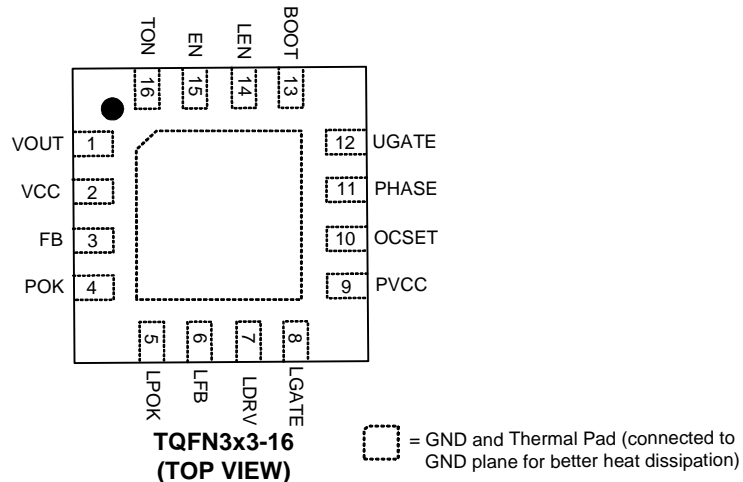 TON EN LEN BOOT
16 15 14 13
VOUT 1 12 UGATE
VCC 2 11 PHASE
FB 3 10 OCSET
POK 4 9 PVCC
5 6 7 8
LPOK LFB LDRV LGATE
TQFN3x3-16
(TOP VIEW)
= GND and Thermal Pad (connected to
GND plane for better heat dissipation)